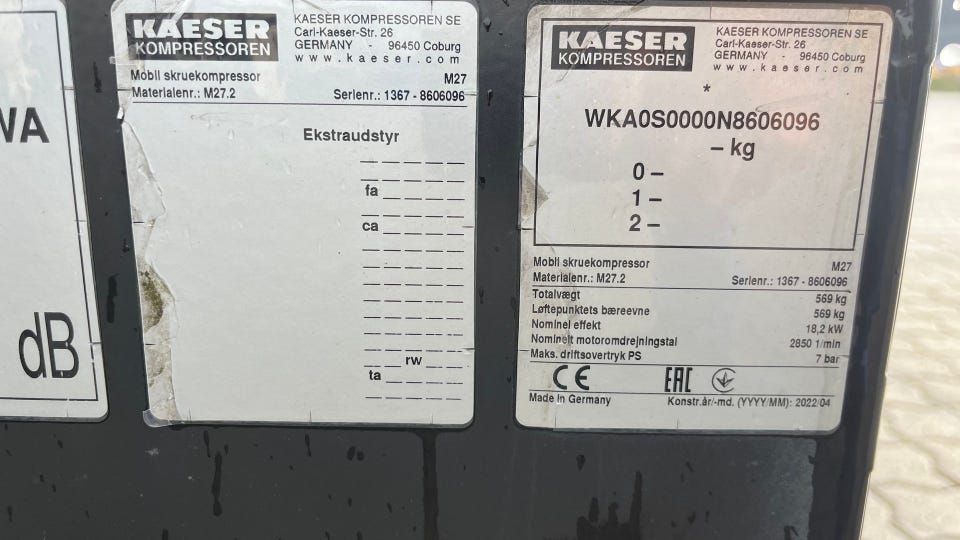 WA
dB
KAESER
KOMPRESSOREN
KAESER KOMPRESSOREN SE
Carl-Kaeser-Str. 26
GERMANY - 96450 Coburg
www.kaeser.com
Mobil skruekompressor M27
Materialenr.: M27.2 Serienr.: 1367 - 8606096
Ekstraudstyr
fa
ca
rw
ta
KAESER
KOMPRESSOREN
KAESER KOMPRESSOREN SE
Carl-Kaeser-Str. 26
GERMANY - 96450 Coburg
www.kaeser.com
*
WKA0S0000N8606096
– kg
0 –
1 –
2 –
Mobil skruekompressor M27
Materialenr.: M27.2 Serienr.: 1367 - 8606096
Totalvægt 569 kg
Løftepunktets bæreevne 569 kg
Nominel effekt 18,2 kW
Nominelt motoromdrejningstal 2850 1/min
Maks. driftsovertryk PS 7 bar
CE EAC
Made in Germany Konstr.år/-md. (YYYY/MM): 2022/04